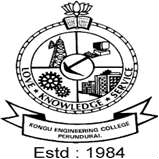 LOVE KNOWLEDGE SERVICE
KONGU ENGINEERING COLLEGE
PERUNDURAI.
Estd : 1984